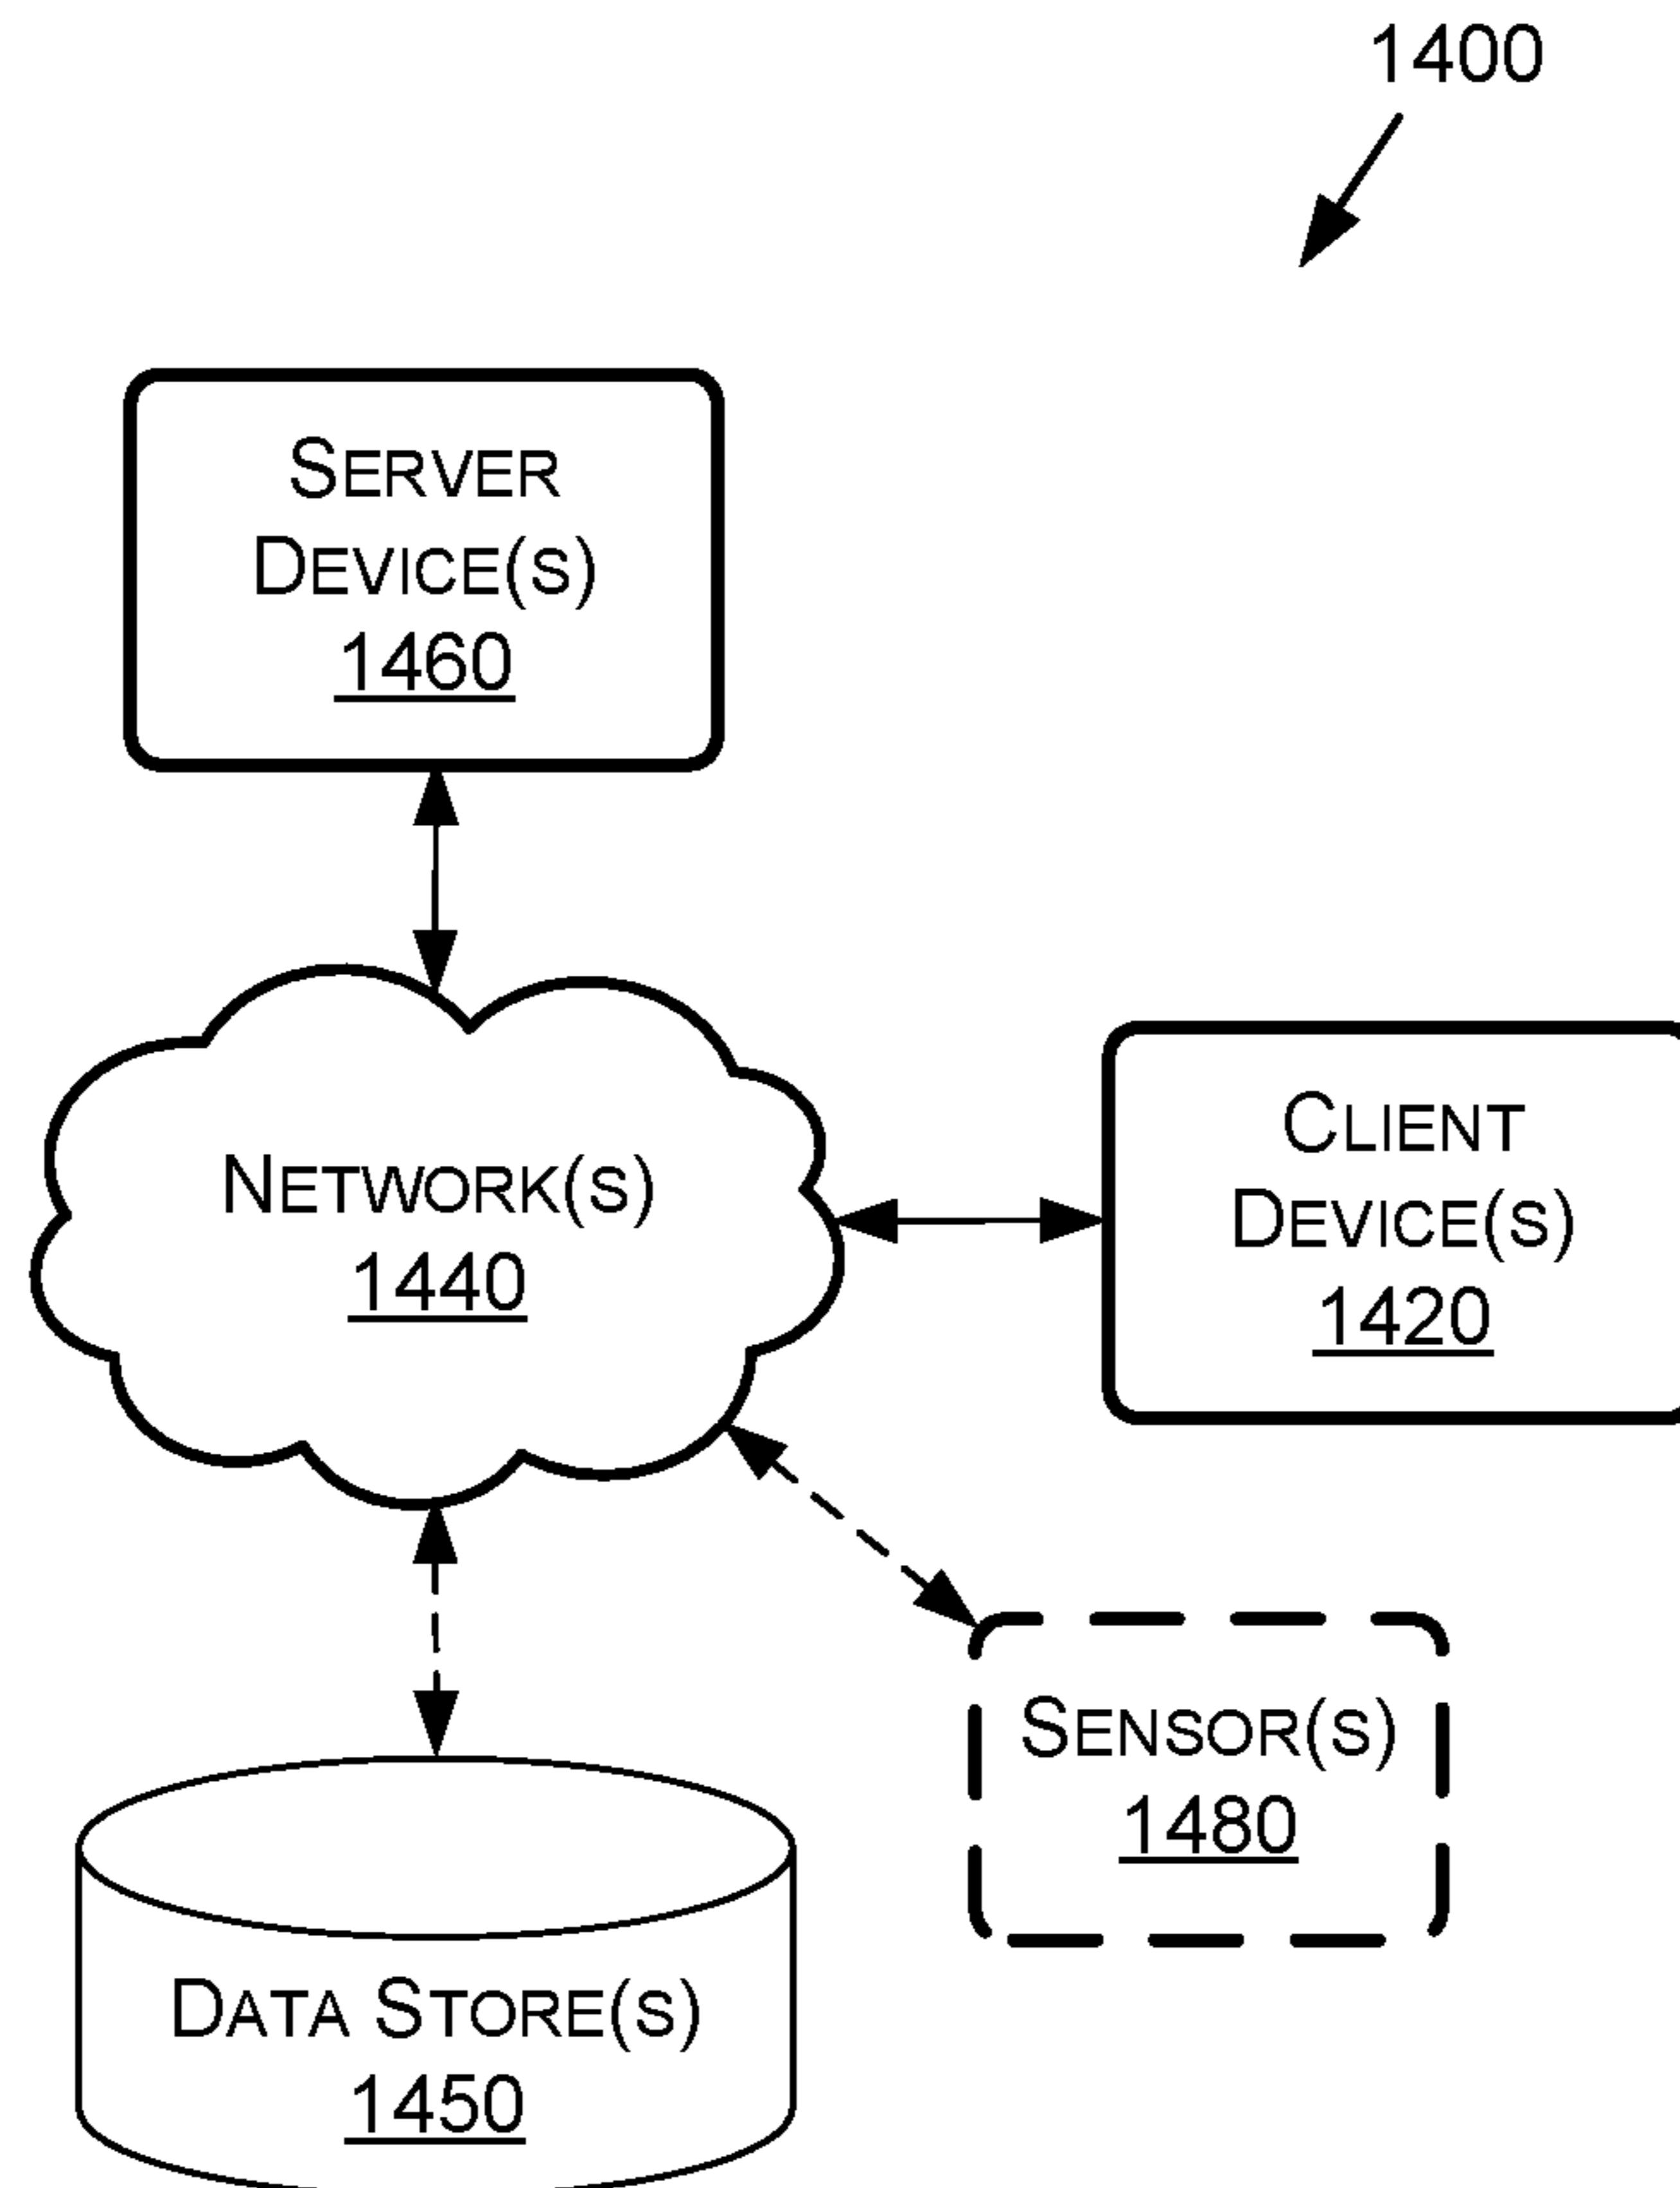 1400
SERVER
DEVICE(S)
1460
NETWORK(S)
1440
CLIENT
DEVICE(S)
1420
SENSOR(S)
1480
DATA STORE(S)
1450